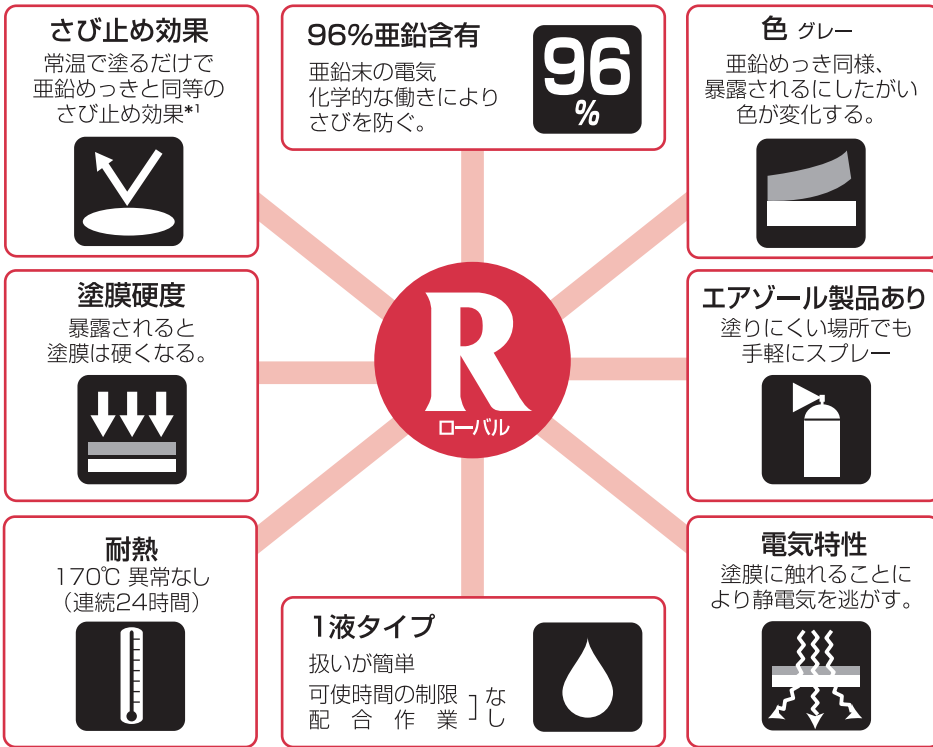 さび止め効果
常温で塗るだけで
亜鉛めっきと同等の
さび止め効果*1
96%亜鉛含有
亜鉛末の電気
化学的な働きにより
さびを防ぐ。
96
%
色 グレー
亜鉛めっき同様、
暴露されるにしたがい
色が変化する。
塗膜硬度
暴露されると
塗膜は硬くなる。
R
ローバル
エアゾール製品あり
塗りにくい場所でも
手軽にスプレー
耐熱
170℃ 異常なし
(連続24時間)
1液タイプ
扱いが簡単
可使時間の制限
配合作業
]なし
電気特性
塗膜に触れることに
より静電気を逃がす。